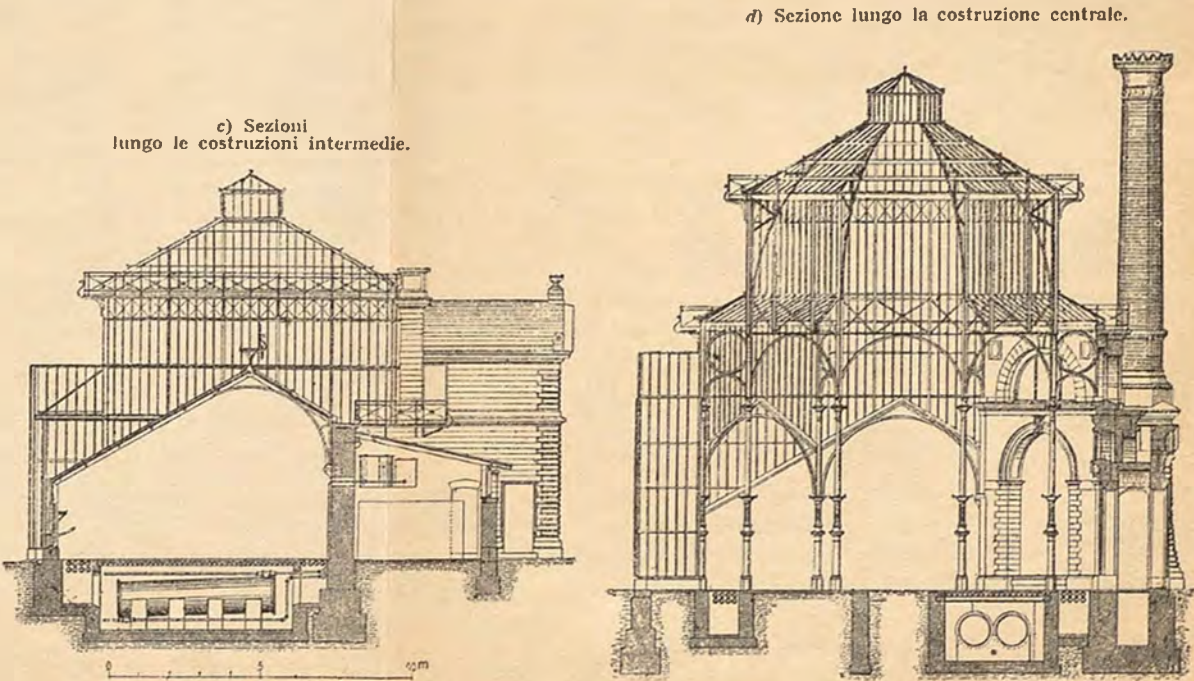 d) Sezione lungo la costruzione centrale.
c) Sezioni
lungo le costruzioni intermedie.
0 5 10 m